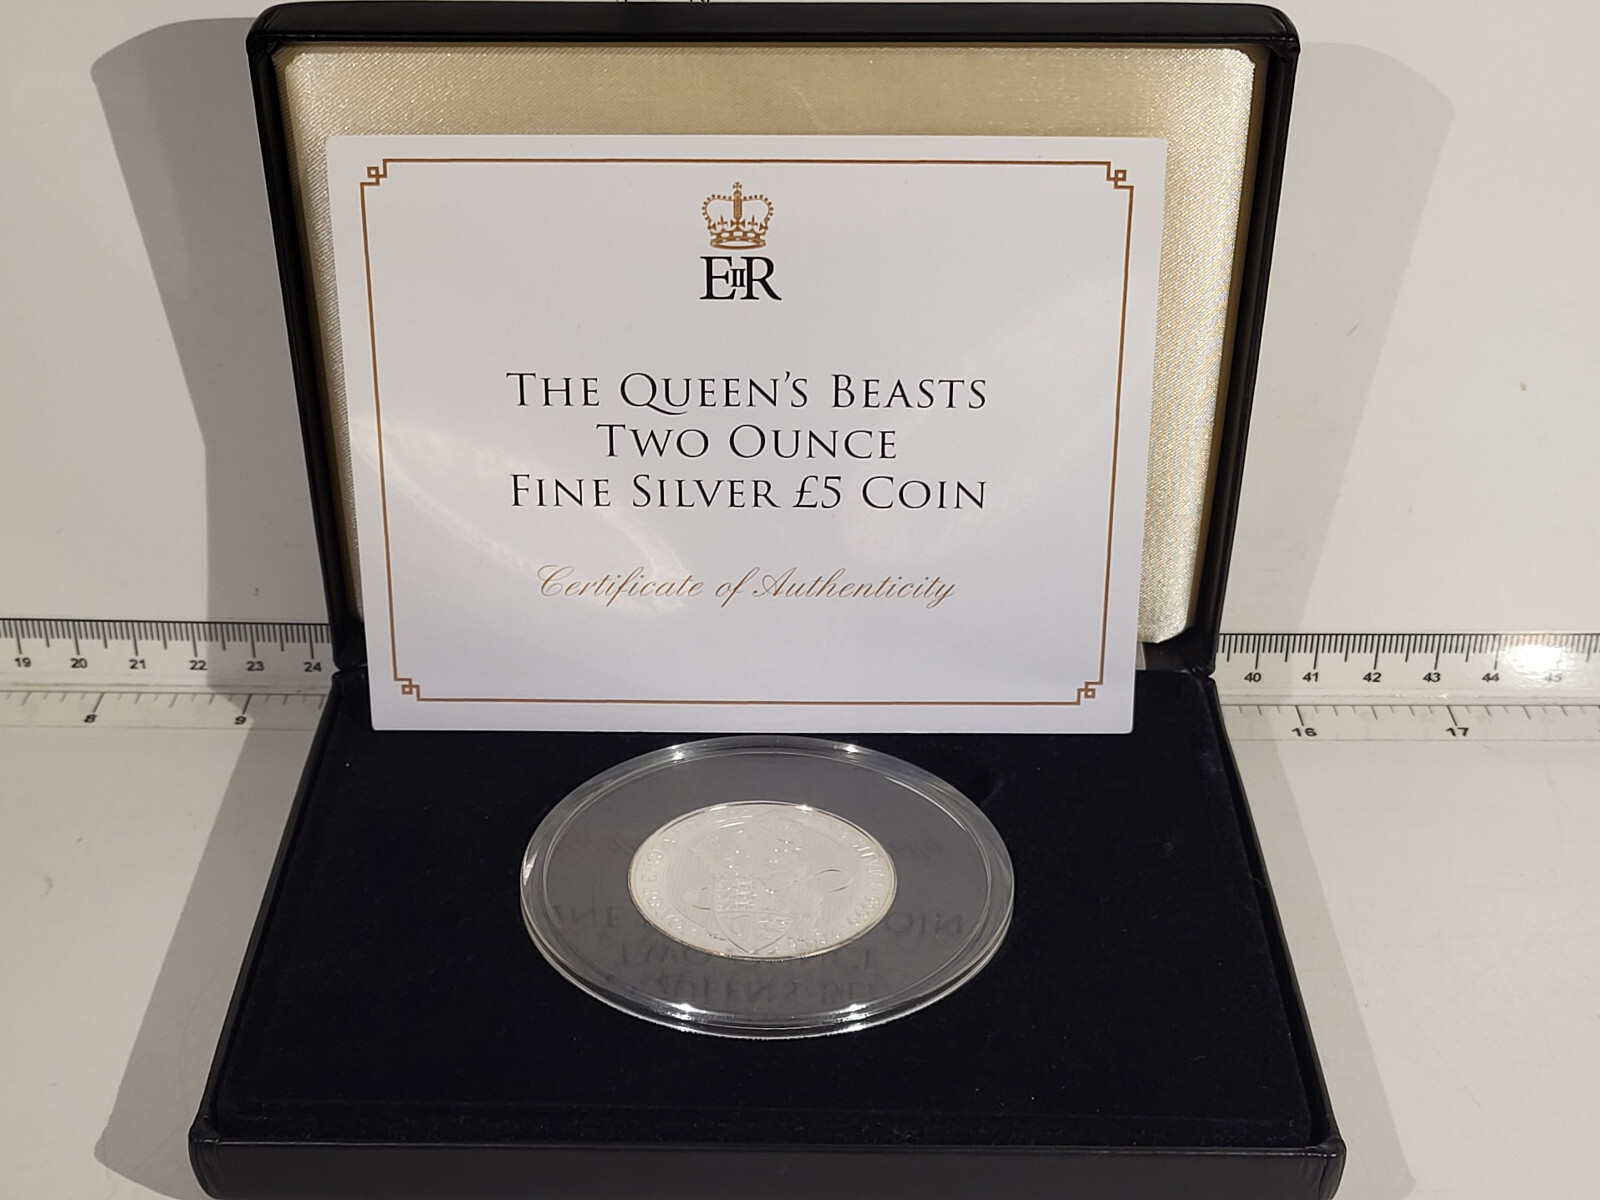 EIIR
THE QUEEN'S BEASTS
TWO OUNCE
FINE SILVER £5 COIN
Certificate of Authenticity
19 20 21 22 23 24 40 41 42 43 44 45
8 9 16 17